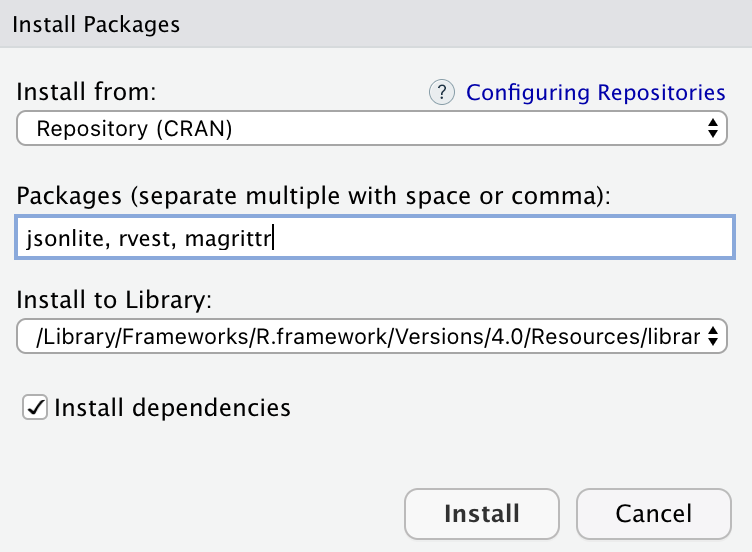 Install Packages
Install from:
? Configuring Repositories
Repository (CRAN)
Packages (separate multiple with space or comma):
jsonlite, rvest, magrittr
Install to Library:
/Library/Frameworks/R.framework/Versions/4.0/Resources/librar
Install dependencies
Install
Cancel